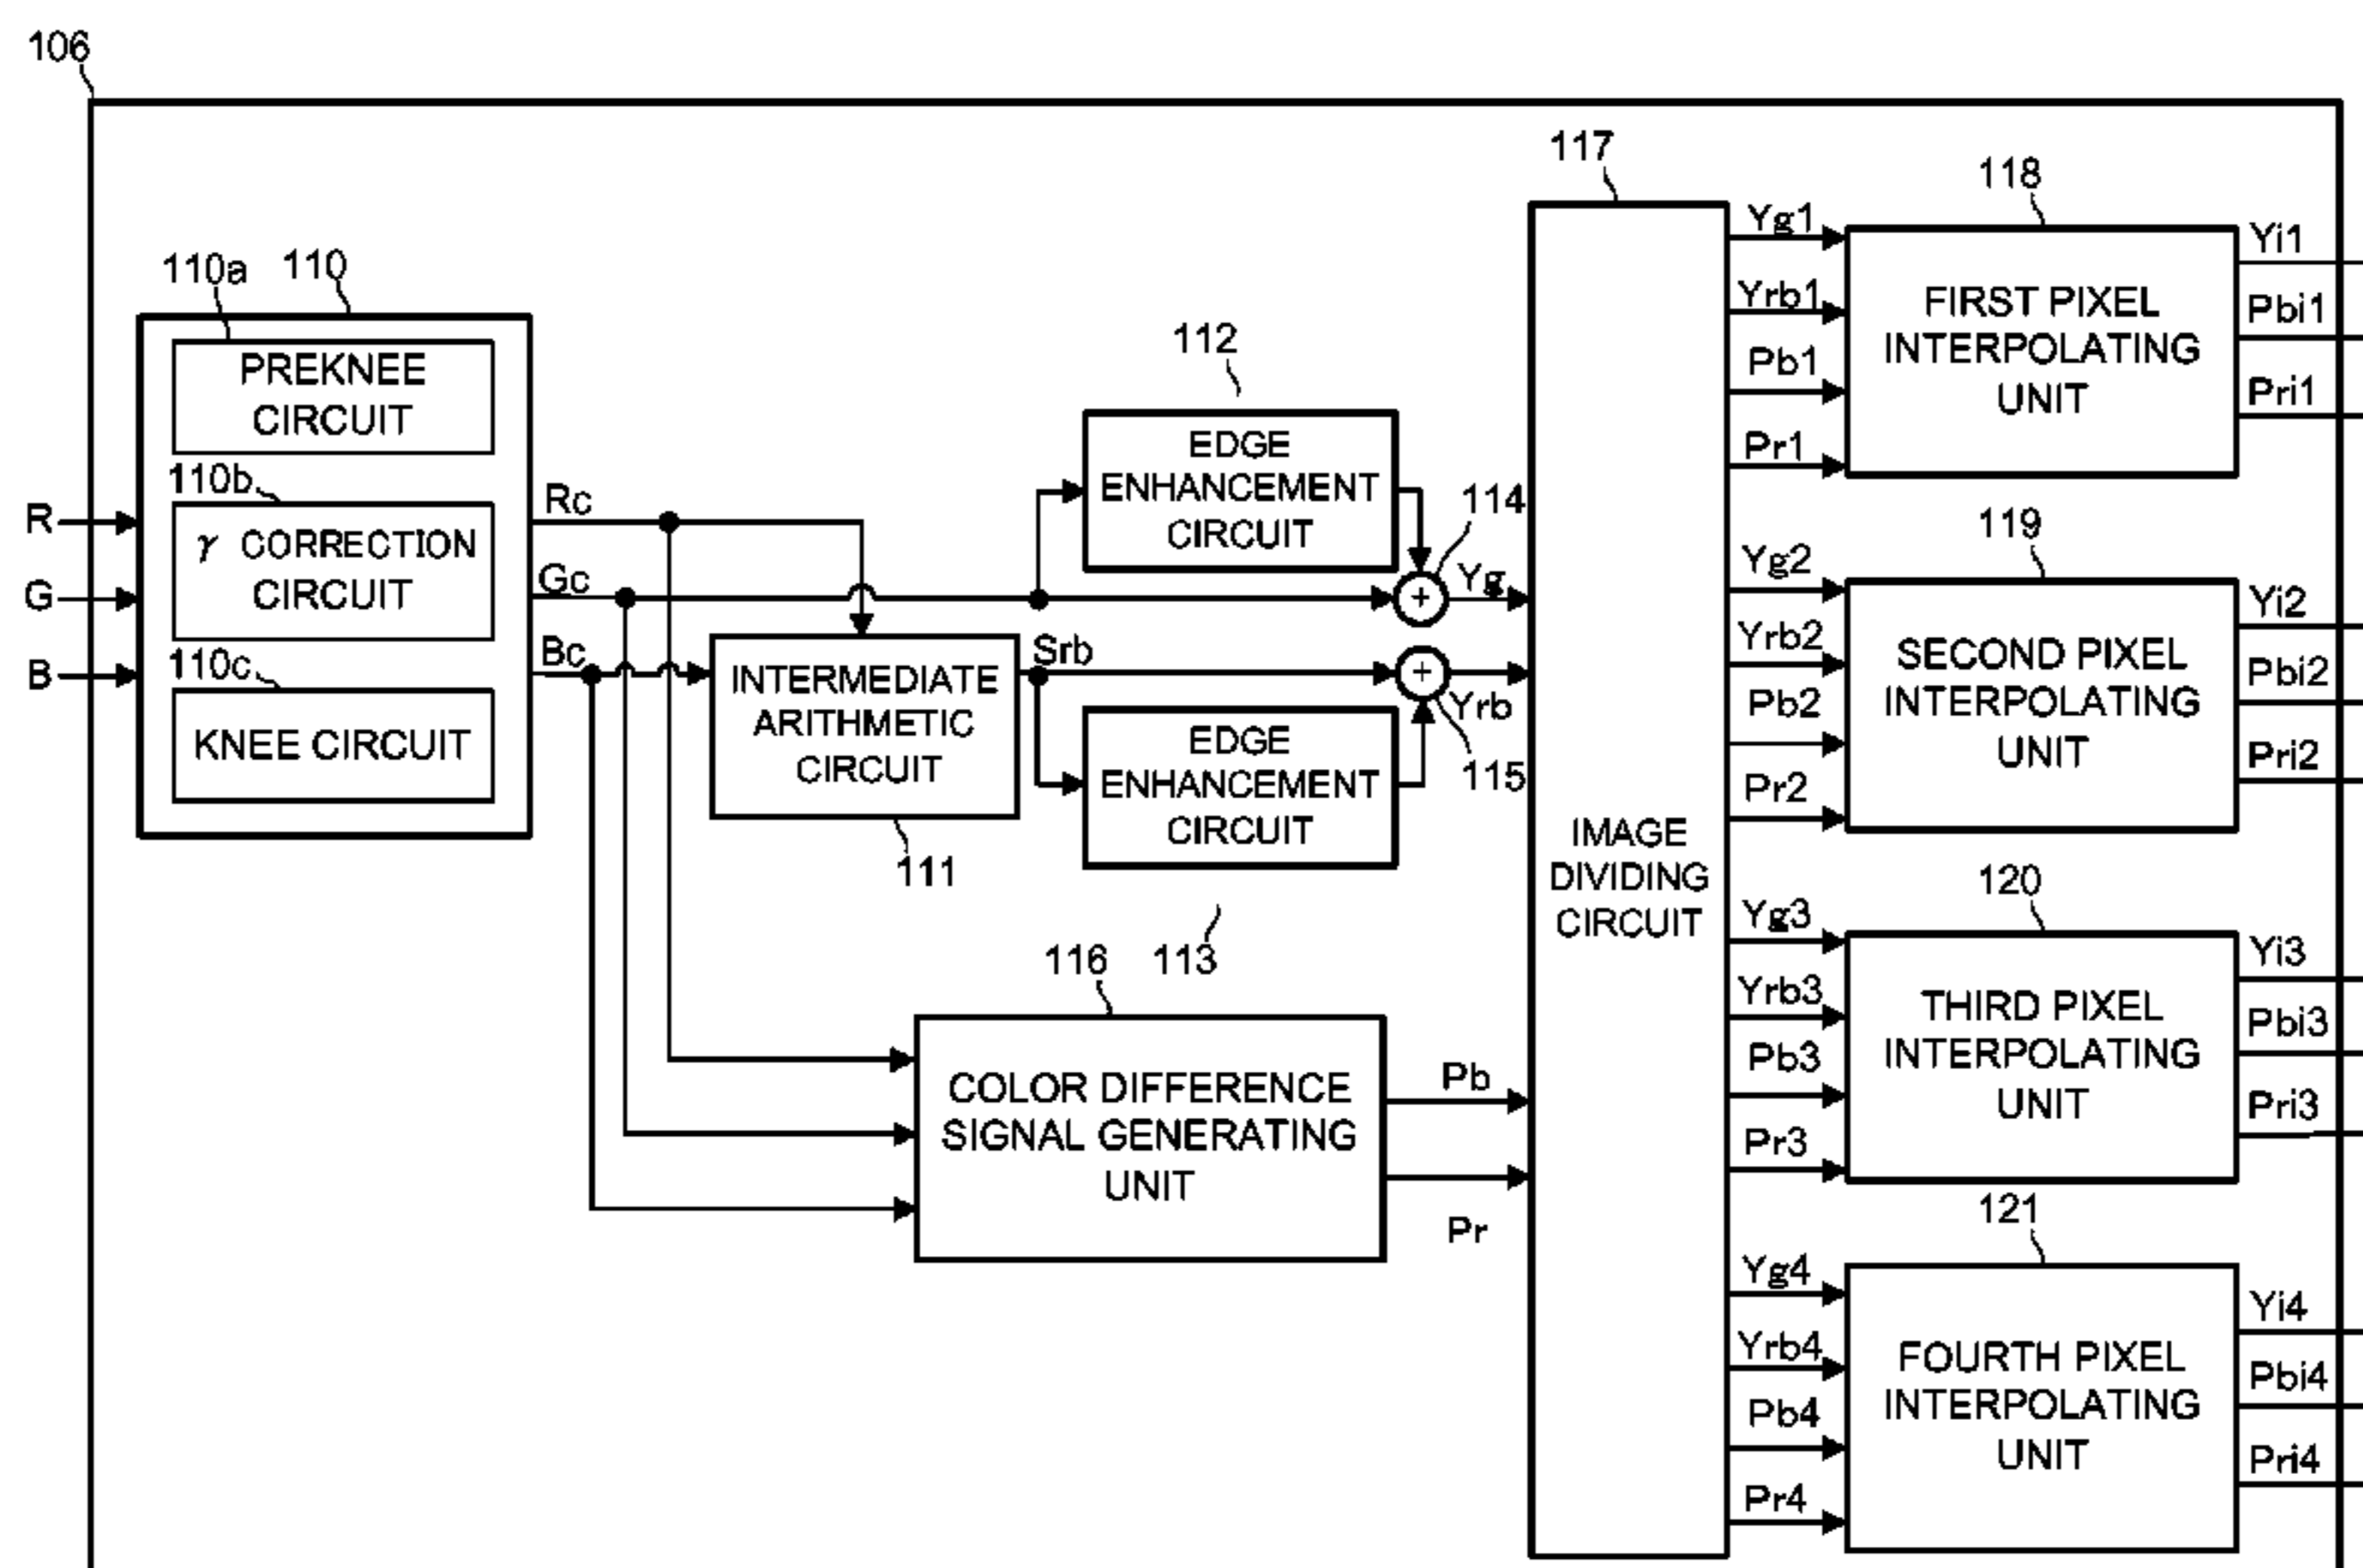 106
110a
110
PREKNEE
CIRCUIT
110b
γ CORRECTION
CIRCUIT
110c
KNEE CIRCUIT
R
G
B
Rc
Gc
Bc
INTERMEDIATE
ARITHMETIC
CIRCUIT
111
112
EDGE
ENHANCEMENT
CIRCUIT
114
+
Yg
Srb
+
Yrb
115
EDGE
ENHANCEMENT
CIRCUIT
113
116
COLOR DIFFERENCE
SIGNAL GENERATING
UNIT
Pb
Pr
117
IMAGE
DIVIDING
CIRCUIT
Yg1
Yrb1
Pb1
Pr1
118
FIRST PIXEL
INTERPOLATING
UNIT
Yi1
Pbi1
Pri1
Yg2
Yrb2
Pb2
Pr2
119
SECOND PIXEL
INTERPOLATING
UNIT
Yi2
Pbi2
Pri2
Yg3
Yrb3
Pb3
Pr3
120
THIRD PIXEL
INTERPOLATING
UNIT
Yi3
Pbi3
Pri3
Yg4
Yrb4
Pb4
Pr4
121
FOURTH PIXEL
INTERPOLATING
UNIT
Yi4
Pbi4
Pri4